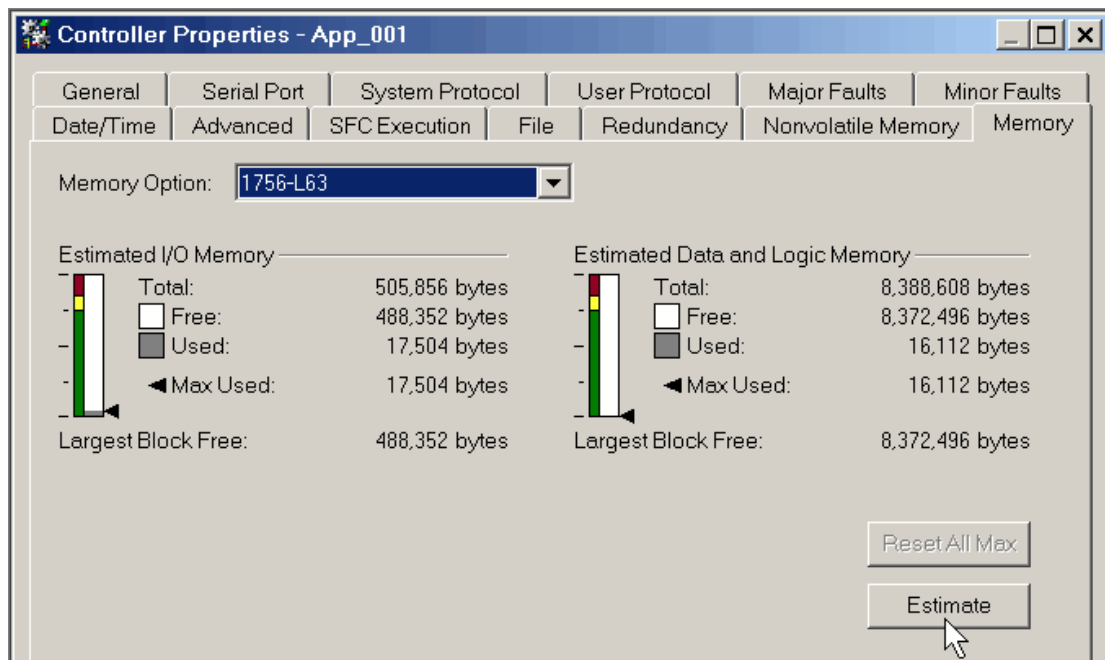 Controller Properties - App_001
General Serial Port System Protocol User Protocol Major Faults Minor Faults
Date/Time Advanced SFC Execution File Redundancy Nonvolatile Memory Memory
Memory Option: 1756-L63
Estimated I/O Memory Estimated Data and Logic Memory
Total: 505,856 bytes Total: 8,388,608 bytes
Free: 488,352 bytes Free: 8,372,496 bytes
Used: 17,504 bytes Used: 16,112 bytes
Max Used: 17,504 bytes Max Used: 16,112 bytes
Largest Block Free: 488,352 bytes Largest Block Free: 8,372,496 bytes
Reset All Max
Estimate